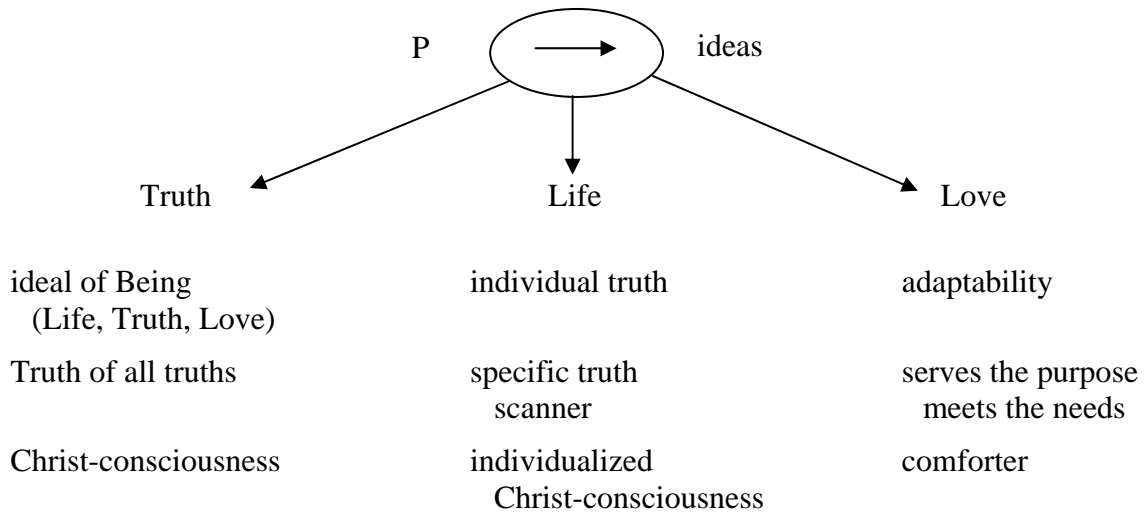 P ideas
Truth Life Love
ideal of Being individual truth adaptability
(Life, Truth, Love)
Truth of all truths specific truth serves the purpose
scanner meets the needs
Christ-consciousness individualized comforter
Christ-consciousness